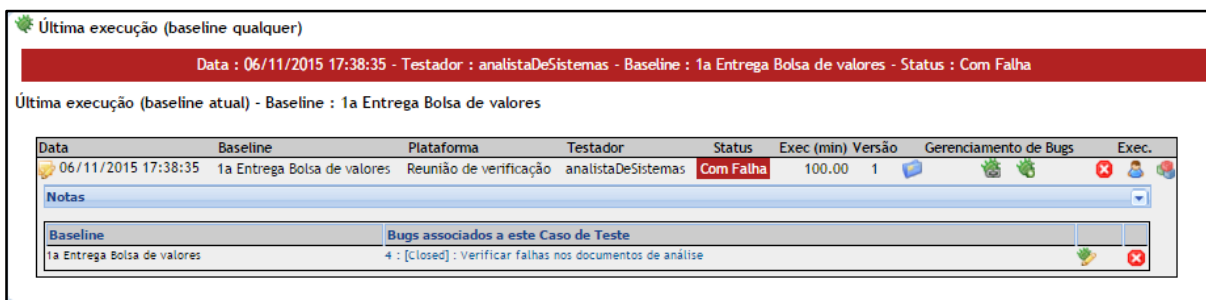 Última execução (baseline qualquer)
Data : 06/11/2015 17:38:35 - Testador : analistaDeSistemas - Baseline : 1a Entrega Bolsa de valores - Status : Com Falha
Última execução (baseline atual) - Baseline : 1a Entrega Bolsa de valores
Data Baseline Plataforma Testador Status Exec (min) Versão Gerenciamento de Bugs Exec.
06/11/2015 17:38:35 1a Entrega Bolsa de valores Reunião de verificação analistaDeSistemas Com Falha 100.00 1
Notas
Baseline Bugs associados a este Caso de Teste
1a Entrega Bolsa de valores 4 : [Closed] : Verificar falhas nos documentos de análise